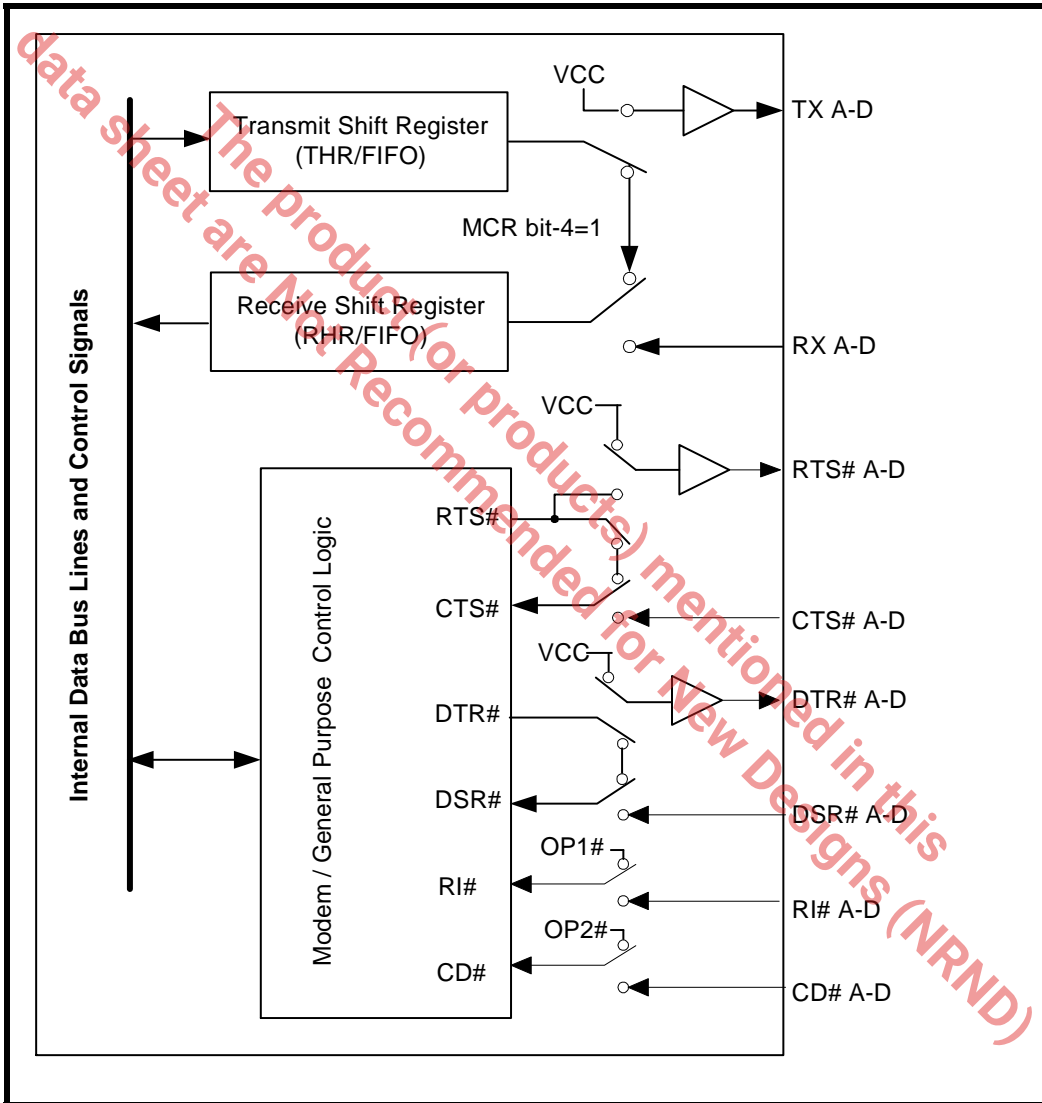 VCC
TX A-D
Transmit Shift Register
(THR/FIFO)
MCR bit-4=1
Receive Shift Register
(RHR/FIFO)
RX A-D
VCC
RTS# A-D
RTS#
CTS#
CTS# A-D
VCC
DTR# A-D
DTR#
DSR#
DSR# A-D
OP1#
RI#
RI# A-D
OP2#
CD#
CD# A-D
Internal Data Bus Lines and Control Signals
Modem / General Purpose Control Logic
The product (or products) mentioned in this
data sheet are Not Recommended for New Designs (NRND)